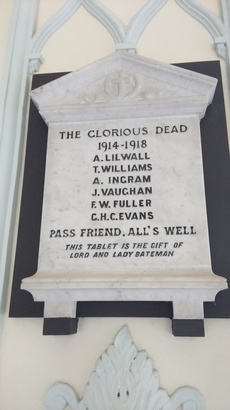 THE GLORIOUS DEAD
1914-1918
A. LILWALL
T. WILLIAMS
A. INGRAM
J. VAUGHAN
F. W. FULLER
G. H. C. EVANS
PASS FRIEND, ALL'S WELL
THIS TABLET IS THE GIFT OF
LORD AND LADY BATEMAN